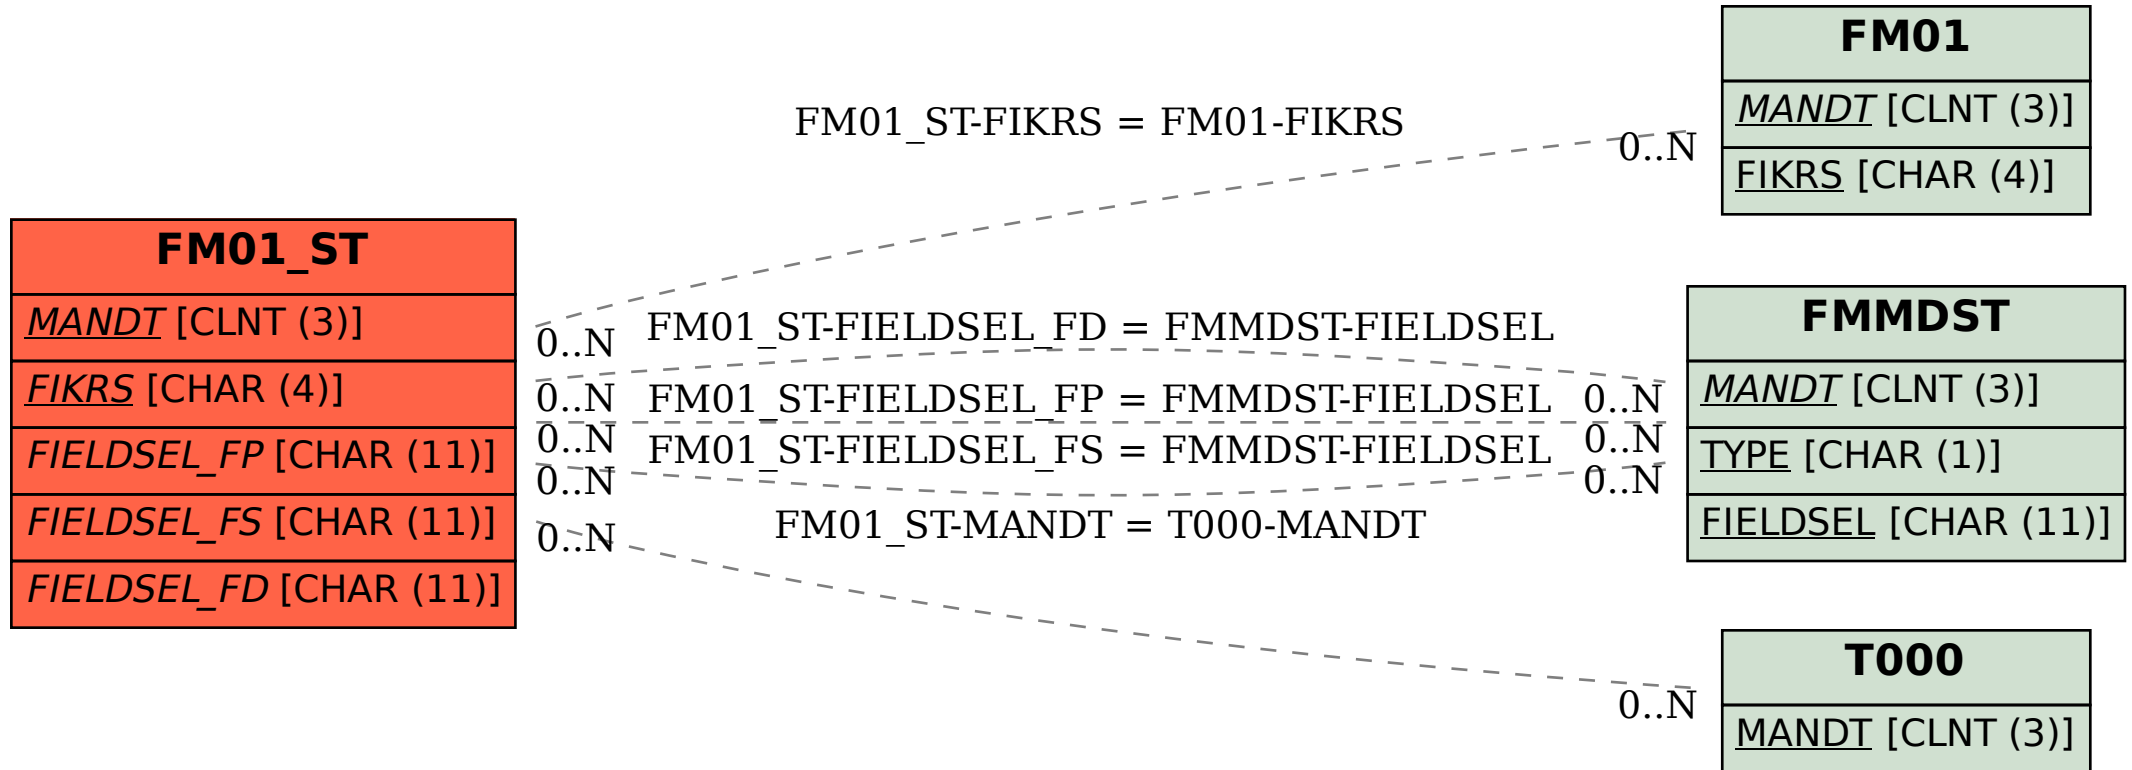 FM01
MANDT [CLNT (3)]
FIKRS [CHAR (4)]
FM01_ST-FIKRS = FM01-FIKRS
0..N
FM01_ST
MANDT [CLNT (3)]
FIKRS [CHAR (4)]
FIELDSEL_FP [CHAR (11)]
FIELDSEL_FS [CHAR (11)]
FIELDSEL_FD [CHAR (11)]
0..N
FM01_ST-FIELDSEL_FD = FMMDST-FIELDSEL
0..N
FM01_ST-FIELDSEL_FP = FMMDST-FIELDSEL
0..N
0..N
FM01_ST-FIELDSEL_FS = FMMDST-FIELDSEL
0..N
0..N
0..N
0..N
FM01_ST-MANDT = T000-MANDT
0..N
FMMDST
MANDT [CLNT (3)]
TYPE [CHAR (1)]
FIELDSEL [CHAR (11)]
T000
MANDT [CLNT (3)]